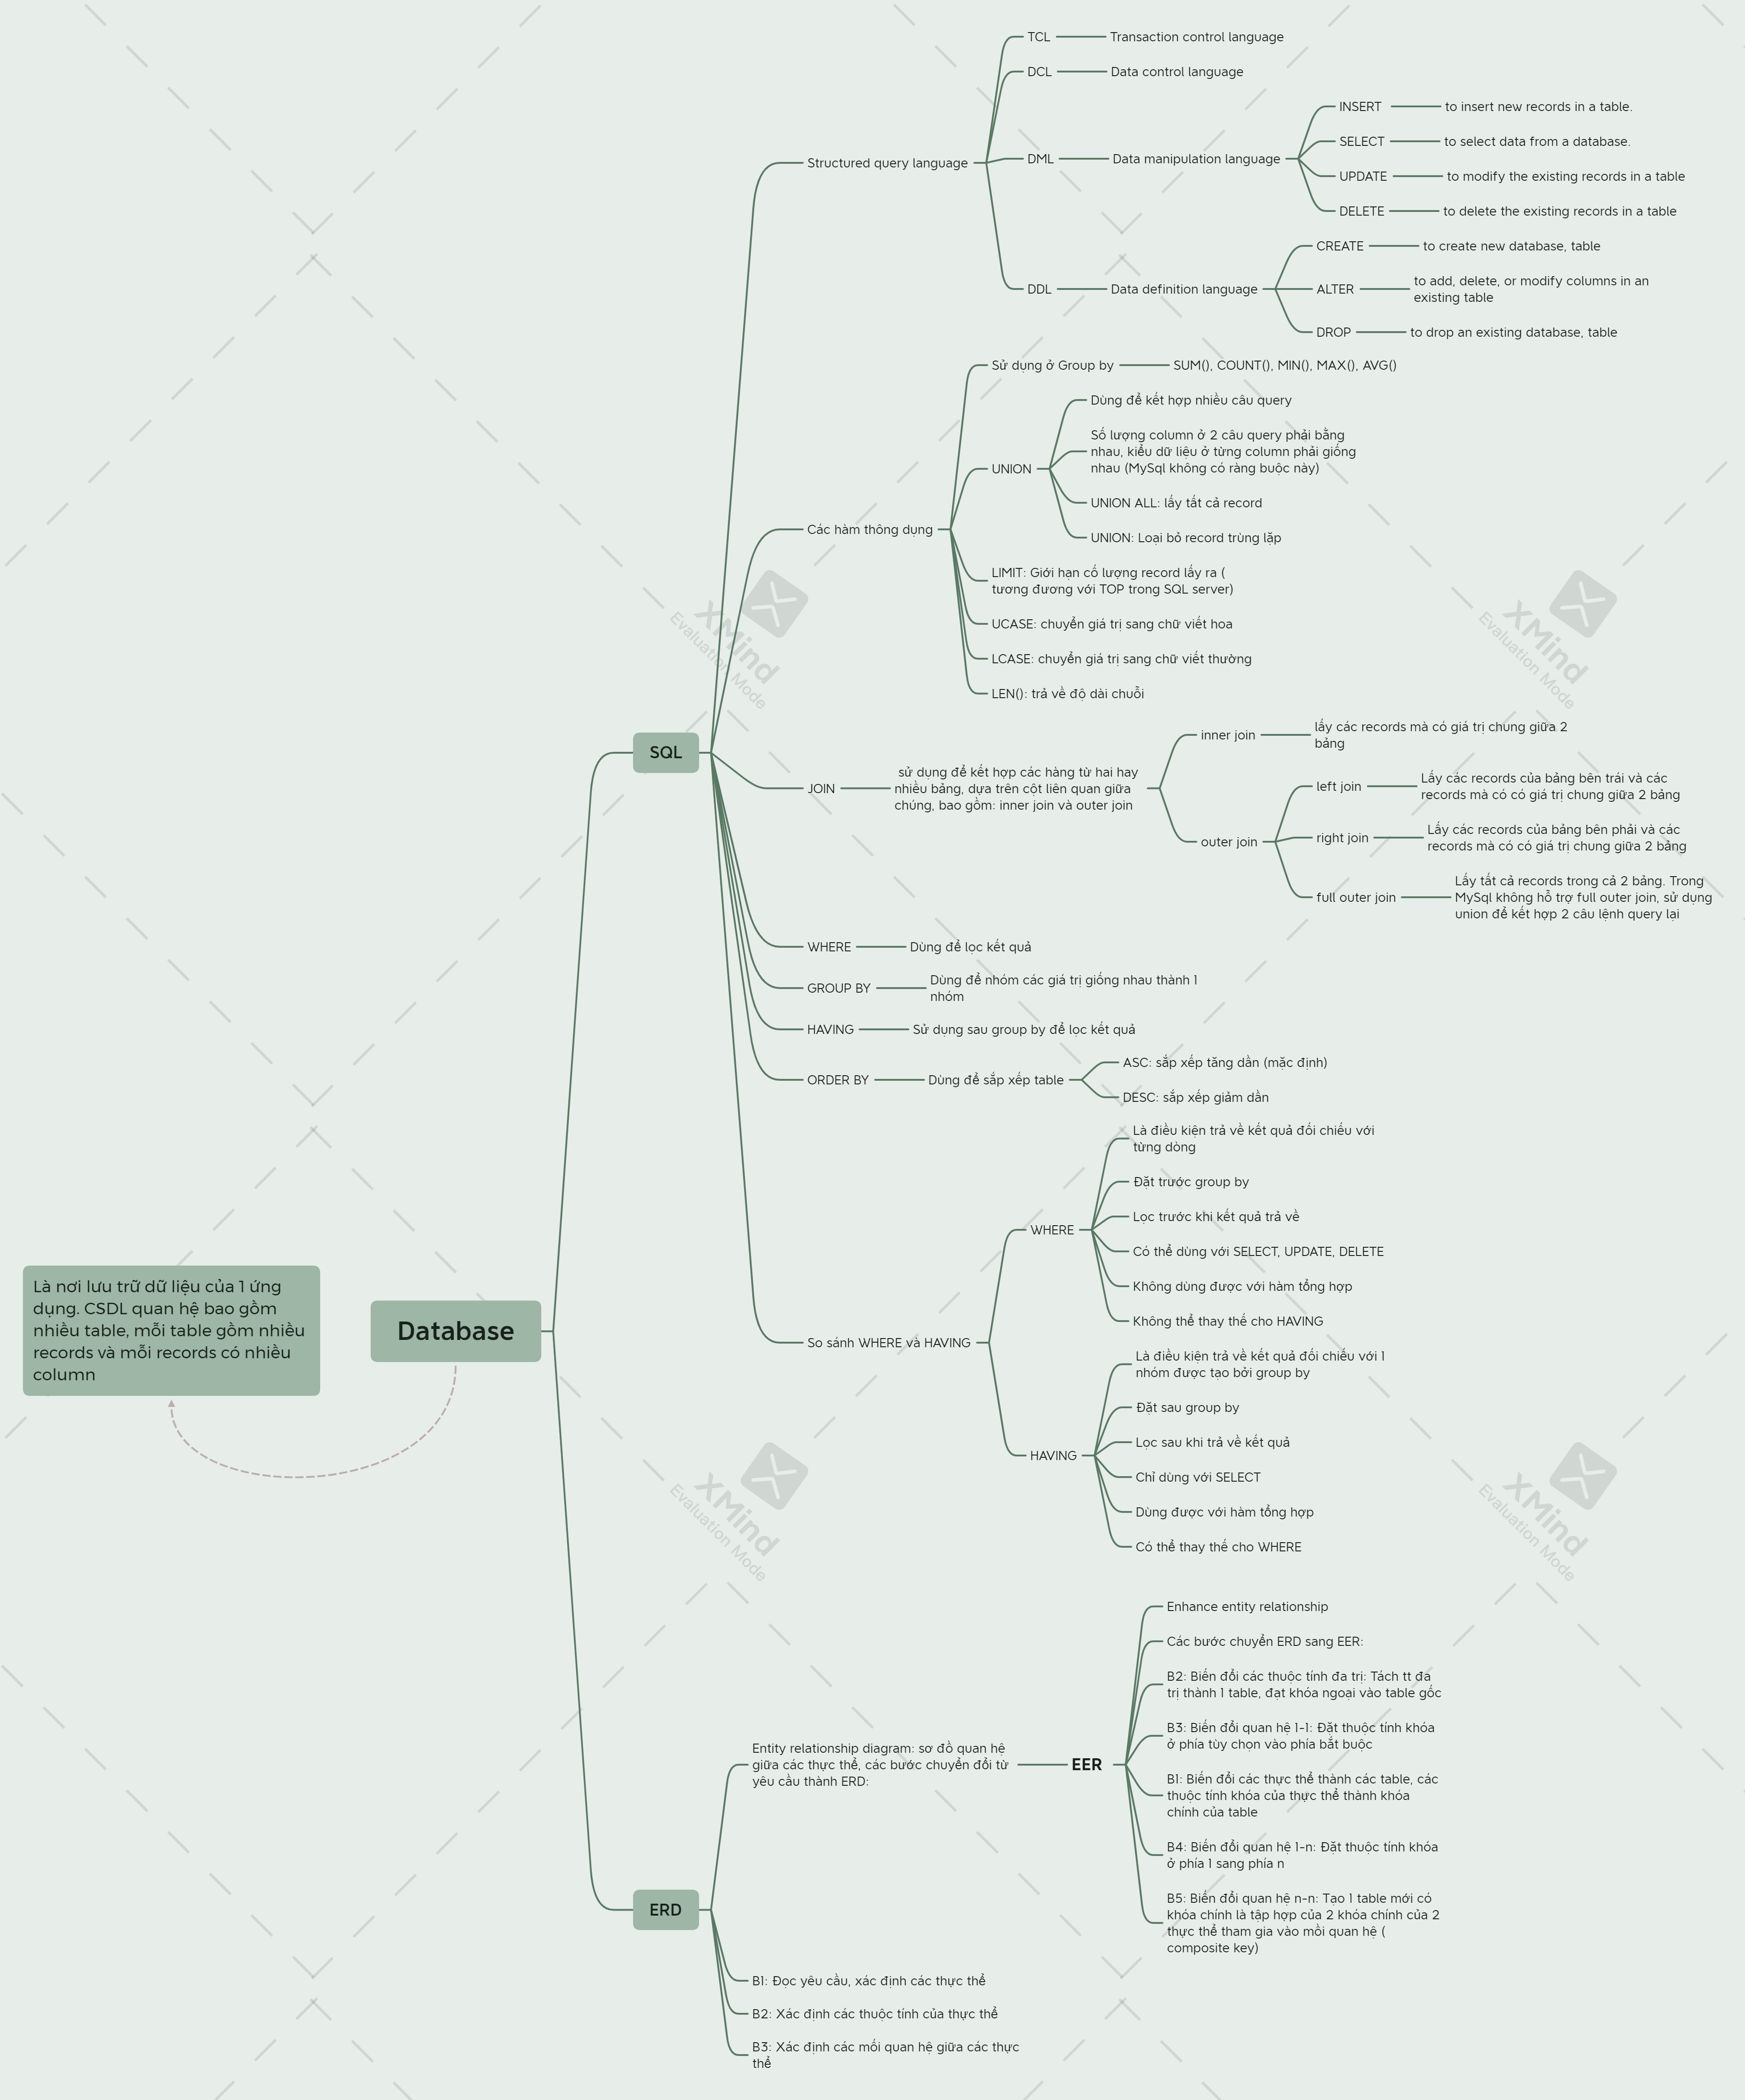 TCL
Transaction control language
DCL
Data control language
Structured query language
DML
Data manipulation language
INSERT
to insert new records in a table.
SELECT
to select data from a database.
UPDATE
to modify the existing records in a table
DELETE
to delete the existing records in a table
DDL
Data definition language
CREATE
to create new database, table
ALTER
to add, delete, or modify columns in an
existing table
DROP
to drop an existing database, table
Các hàm thông dụng
Sử dụng ở Group by
SUM(), COUNT(), MIN(), MAX(), AVG()
UNION
Dùng để kết hợp nhiều câu query
Số lượng column ở 2 câu query phải bằng
nhau, kiểu dữ liệu ở từng column phải giống
nhau (MySql không có ràng buộc này)
UNION ALL: lấy tất cả record
UNION: Loại bỏ record trùng lặp
LIMIT: Giới hạn cố lượng record lấy ra (
tương đương với TOP trong SQL server)
UCASE: chuyển giá trị sang chữ viết hoa
LCASE: chuyển giá trị sang chữ viết thường
LEN(): trả về độ dài chuỗi
XMind
Evaluation Mode
XMind
Evaluation Mode
SQL
JOIN
sử dụng để kết hợp các hàng từ hai hay
nhiều bảng, dựa trên cột liên quan giữa
chúng, bao gồm: inner join và outer join
inner join
lấy các records mà có giá trị chung giữa 2
bảng
outer join
left join
Lấy các records của bảng bên trái và các
records mà có có giá trị chung giữa 2 bảng
right join
Lấy các records của bảng bên phải và các
records mà có có giá trị chung giữa 2 bảng
full outer join
Lấy tất cả records trong cả 2 bảng. Trong
MySql không hỗ trợ full outer join, sử dụng
union để kết hợp 2 câu lệnh query lại
WHERE
Dùng để lọc kết quả
GROUP BY
Dùng để nhóm các giá trị giống nhau thành 1
nhóm
HAVING
Sử dụng sau group by để lọc kết quả
ORDER BY
Dùng để sắp xếp table
ASC: sắp xếp tăng dần (mặc định)
DESC: sắp xếp giảm dần
So sánh WHERE và HAVING
WHERE
Là điều kiện trả về kết quả đối chiếu với
từng dòng
Đặt trước group by
Lọc trước khi kết quả trả về
Có thể dùng với SELECT, UPDATE, DELETE
Không dùng được với hàm tổng hợp
Không thể thay thế cho HAVING
HAVING
Là điều kiện trả về kết quả đối chiếu với 1
nhóm được tạo bởi group by
Đặt sau group by
Lọc sau khi trả về kết quả
Chỉ dùng với SELECT
Dùng được với hàm tổng hợp
Có thể thay thế cho WHERE
Là nơi lưu trữ dữ liệu của 1 ứng
dụng. CSDL quan hệ bao gồm
nhiều table, mỗi table gồm nhiều
records và mỗi records có nhiều
column
Database
XMind
Evaluation Mode
XMind
Evaluation Mode
ERD
Entity relationship diagram: sơ đồ quan hệ
giữa các thực thể, các bước chuyển đổi từ
yêu cầu thành ERD:
EER
Enhance entity relationship
Các bước chuyển ERD sang EER:
B2: Biến đổi các thuộc tính đa trị: Tách tt đa
trị thành 1 table, đạt khóa ngoại vào table gốc
B3: Biến đổi quan hệ 1-1: Đặt thuộc tính khóa
ở phía tùy chọn vào phía bắt buộc
B1: Biến đổi các thực thể thành các table, các
thuộc tính khóa của thực thể thành khóa
chính của table
B4: Biến đổi quan hệ 1-n: Đặt thuộc tính khóa
ở phía 1 sang phía n
B5: Biến đổi quan hệ n-n: Tạo 1 table mới có
khóa chính là tập hợp của 2 khóa chính của 2
thực thể tham gia vào mồi quan hệ (
composite key)
B1: Đọc yêu cầu, xác định các thực thể
B2: Xác định các thuộc tính của thực thể
B3: Xác định các mối quan hệ giữa các thực
thể